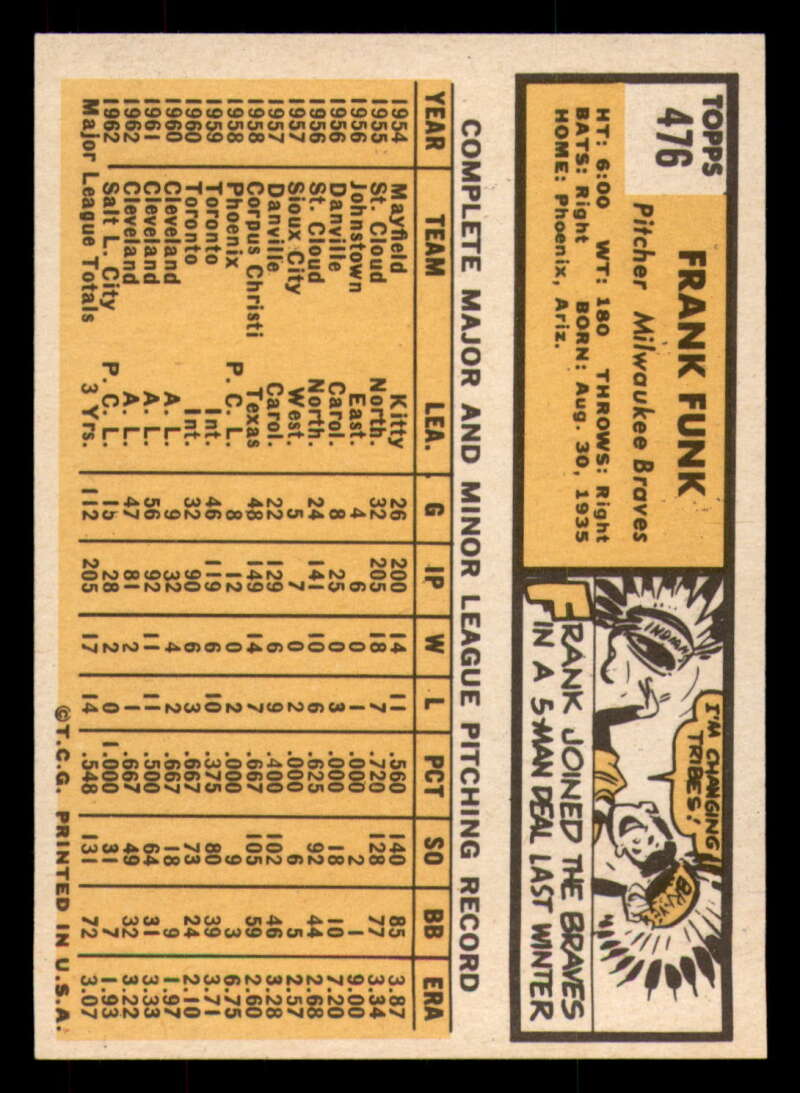 TOPPS
476
FRANK FUNK
Pitcher Milwaukee Braves
HT: 6:00 WT: 180 THROWS: Right
BATS: Right BORN: Aug. 30, 1935
HOME: Phoenix, Ariz.
INDIANS
I'M CHANGING
TRIBES!
BRAVES
FRANK JOINED THE BRAVES
IN A 5-MAN DEAL LAST WINTER
COMPLETE MAJOR AND MINOR LEAGUE PITCHING RECORD
YEAR TEAM LEA. G IP W L PCT SO BB ERA
1954 Mayfield Kitty 26 200 14 11 .560 140 85 3.87
1955 St. Cloud North. 32 205 18 7 .720 128 77 3.34
1956 Johnstown East. 4 6 0 1 .000 2 1 9.00
1956 Danville Carol. 8 25 0 3 .000 18 10 7.20
1956 St. Cloud North. 24 141 10 6 .625 92 44 2.68
1957 Sioux City West. 5 7 0 2 .000 6 5 2.57
1957 Danville Carol. 22 129 6 9 .400 102 46 3.28
1958 Corpus Christi Texas 48 149 14 7 .667 105 59 2.60
1958 Phoenix P. C. L. 8 12 0 2 .000 9 3 6.75
1959 Toronto Int. 46 119 6 10 .375 80 39 3.71
1960 Toronto Int. 32 90 6 3 .667 73 24 2.10
1960 Cleveland A. L. 9 32 4 2 .667 18 9 1.97
1961 Cleveland A. L. 56 92 11 11 .500 64 31 3.33
1962 Cleveland A. L. 47 81 2 1 .667 49 32 3.22
1962 Salt L. City P. C. L. 15 28 2 0 1.000 31 7 1.93
Major League Totals 3 Yrs. 112 205 17 14 .548 131 72 3.07
©T.C.G. PRINTED IN U.S.A.